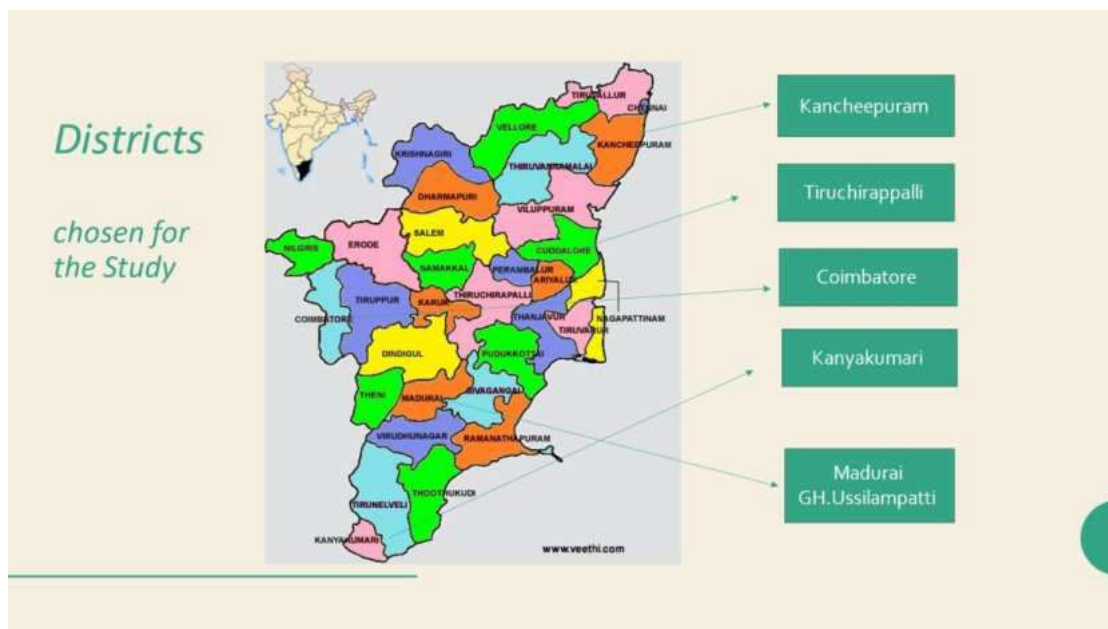 Districts
chosen for
the Study
TIRUVALLUR
CHENNAI
VELLORE
KANCHEEPURAM
KRISHNAGIRI
THIRUVANNAMALAI
DHARMAPURI
VILUPPURAM
SALEM
ERODE
NILGRIS
CUDDALORE
NAMAKKAL
PERAMBALUR
ARIYALUR
THIRUCHIRAPALLI
TIRUPPUR
KARUR
COIMBATORE
THANJAVUR
NAGAPATTINAM
TIRUVARUR
DINDIGUL
PUDUKKOTTAI
THENI
MADURAI
SIVAGANGAI
VIRUDHUNAGAR
RAMANATHAPURAM
THOOTHUKUDI
TIRUNELVELI
KANYAKUMARI
www.veethi.com
Kancheepuram
Tiruchirappalli
Coimbatore
Kanyakumari
Madurai
GH.Ussilampatti